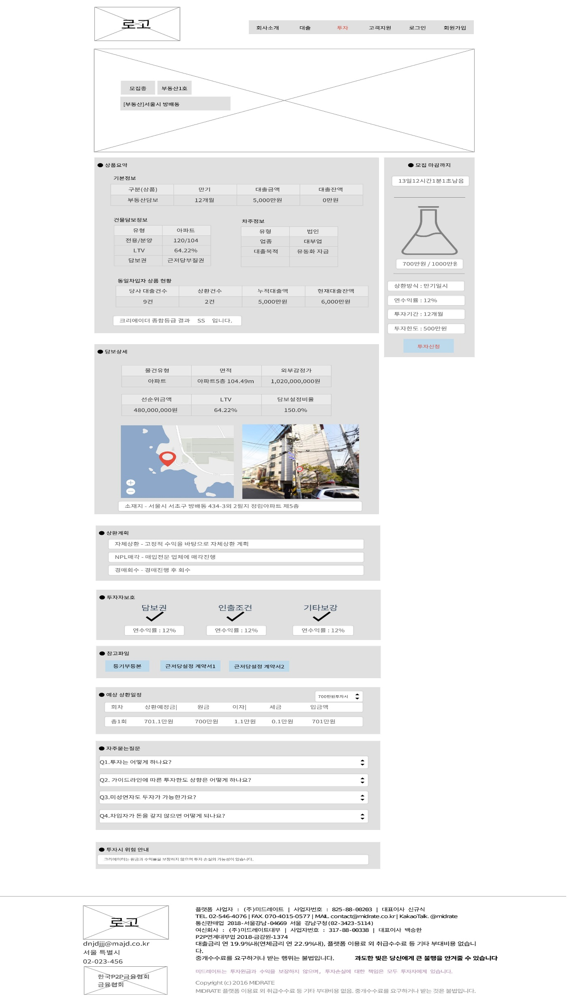 로고
회사소개 대출 투자 고객지원 로그인 회원가입
모집중 부동산1호
[부동산]서울시 방배동
● 상품요약
기본정보
구분(상품) 만기 대출금액 대출잔액
부동산담보 12개월 5,000만원 0만원
건물담보정보
유형 아파트
전용/분양 120/104
LTV 64.22%
담보권 근저당부질권
차주정보
유형 법인
업종 대부업
대출목적 유동화 자금
동일차입자 상품 현황
당사 대출건수 상환건수 누적대출액 현재대출잔액
9건 2건 5,000만원 6,000만원
크리에이더 종합등급 결과 SS 입니다.
● 모집 마감까지
13일12시간1분1초남음
700만원 / 1000만원
상환방식 : 만기일시
연수익률 : 12%
투자기간 : 12개월
투자한도 : 500만원
투자신청
● 담보상세
물건유형 면적 외부감정가
아파트 아파트5층 104.49m 1,020,000,000원
선순위금액 LTV 담보설정비율
480,000,000원 64.22% 150.0%
30
소재지 - 서울시 서초구 방배동 434-3외 2필지 정림아파트 제5층
● 상환계획
자체상환 - 고정적 수익을 바탕으로 자체상환 계획
NPL매각 - 매입전문 업체에 매각진행
경매회수 - 경매진행 후 회수
● 투자자보호
담보권 인출조건 기타보강
연수익률 : 12% 연수익률 : 12% 연수익률 : 12%
● 참고파일
등기부등본 근저당설정 계약서1 근저당설정 계약서2
● 예상 상환일정
700만원투자시
회차 상환예정금| 원금 이자| 세금 입금액
총1회 701.1만원 700만원 1.1만원 0.1만원 701만원
● 자주묻는질문
Q1.투자는 어떻게 하나요?
Q2. 가이드라인에 따른 투자한도 상향은 어떻게 하나요?
Q3.미성연자도 투자가 가능한가요?
Q4.차입자가 돈을 갚지 않으면 어떻게 되나요?
● 투자시 위험 안내
크리에이터는 원금과 수익률을 보장하지 않으며 투자 손실의 가능성이 있습니다.
로고
dnjdjjj@majd.co.kr
서울 특별시
02-023-456
한국P2P금융협회
금융협회
플랫폼 사업자 : (주)미드레이트 | 사업자번호 : 825-88-00203 | 대표이사 신규식
TEL. 02-546-4076 | FAX. 070-4015-0577 | MAIL. contact@midrate.co.kr | KakaoTalk. @midrate
통신판매업 2018-서울강남-04669 서울 강남구청(02-3423-5114)
여신회사 : (주)미드레이트대부 | 사업자번호 : 317-88-00338 | 대표이사 백승한
P2P연계대부업 2018-금감원-1374
대출금리 연 19.9%내(연체금리 연 22.9%내), 플랫폼 이용료 외 취급수수료 등 기타 부대비용 없습니
다.
중개수수료를 요구하거나 받는 행위는 불법입니다. 과도한 빚은 당신에게 큰 불행을 안겨줄 수 있습니다
미드레이트는 투자원금과 수익을 보장하지 않으며, 투자손실에 대한 책임은 모두 투자자에게 있습니다.
Copyright (c) 2016 MIDRATE
MIDRATE 플랫폼 이용료 외 취급수수료 등 기타 부대비용 없음. 중개수수료를 요구하거나 받는 것은 불법입니다.